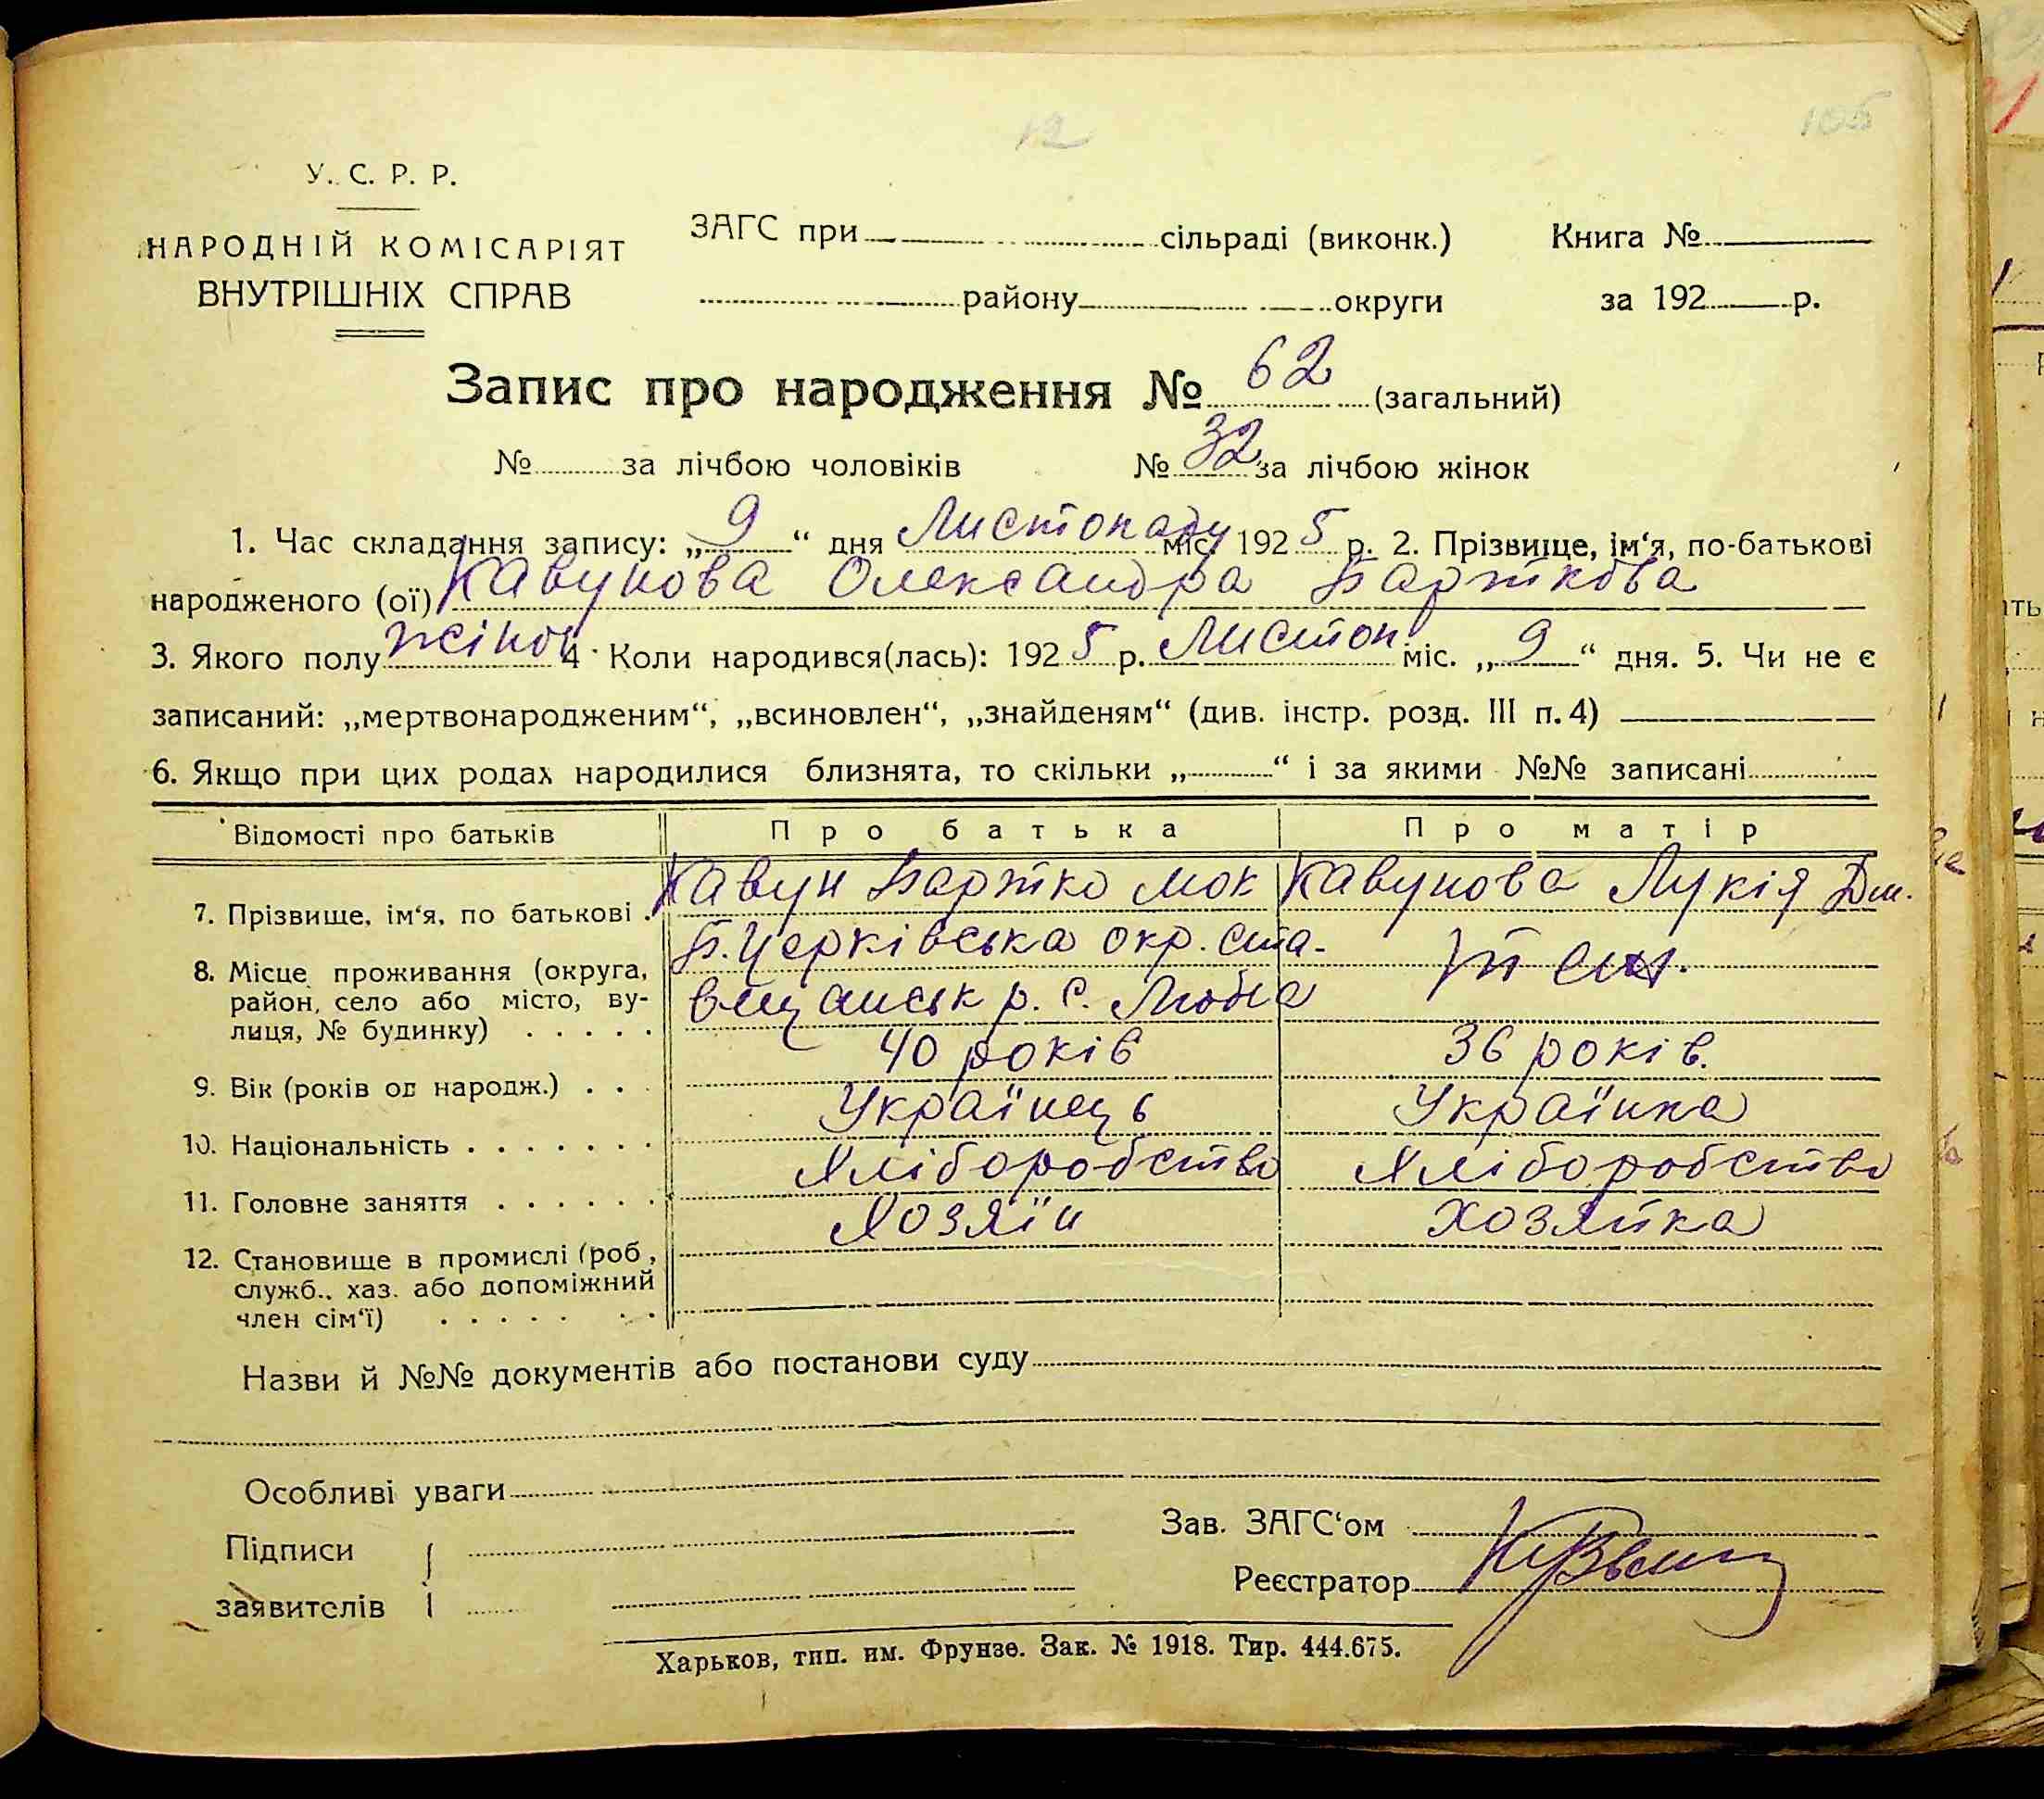 12
105
У. С. Р. Р.
НАРОДНІЙ КОМІСАРІЯТ
ВНУТРІШНІХ СПРАВ
ЗАГС при сільраді (виконк.)
району округи
Книга №
за 192 р.
Запис про народження № 62 (загальний)
№ за лічбою чоловіків № 32 за лічбою жінок
1. Час складання запису: „9“ дня Листопаду міс. 1925 р. 2. Прізвище, ім‘я, по-батькові
народженого (ої) Кавунова Олександра Барткова
3. Якого полу жіноч 4 Коли народився(лась): 1925 р. Листоп міс. „9“ дня. 5. Чи не є
записаний: „мертвонародженим“, „всиновлен“, „знайденям“ (див. інстр. розд. III п. 4)
6. Якщо при цих родах народилися близнята, то скільки „ “ і за якими №№ записані
Відомості про батьків Про батька Про матір
7. Прізвище, ім‘я, по батькові Кавун Бартко Мок Кавунова Лукія Дм.
8. Місце проживання (округа, район, село або місто, вулиця, № будинку) Б. Церківська окр. Ста-
вищанськ р. с. Люба
9. Вік (років од народж.) 40 років 36 років.
10. Національність Українець Українка
11. Головне заняття Хліборобство Хліборобство
12. Становище в промислі (роб., служб., хаз. або допоміжний член сім‘ї) Хозяїн Хозяйка
Назви й №№ документів або постанови суду
Особливі уваги
Підписи
заявителів
Зав. ЗАГС‘ом
Реєстратор
Харьков, тип. им. Фрунзе. Зак. № 1918. Тир. 444.675.